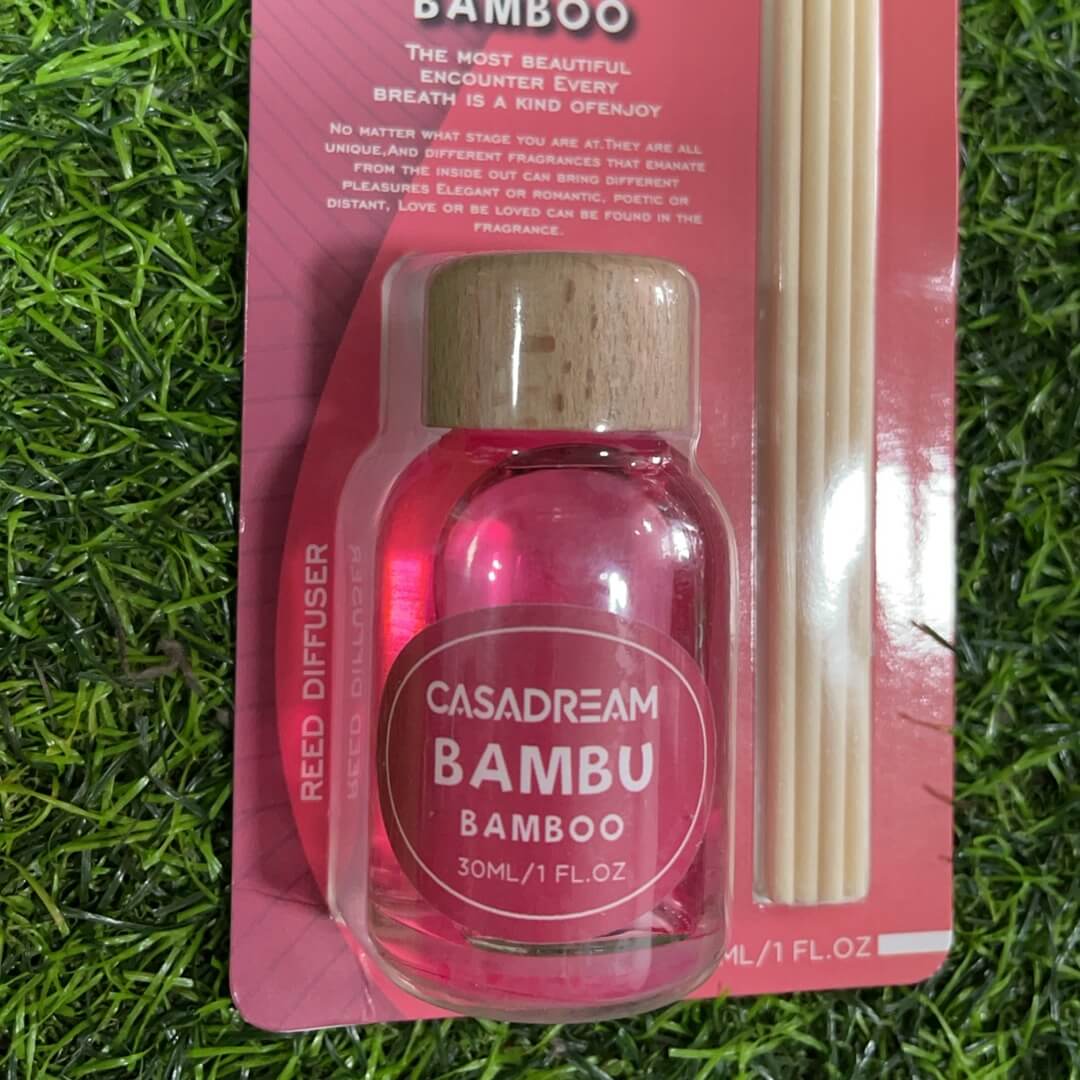 BAMBOO
THE MOST BEAUTIFUL
ENCOUNTER EVERY
BREATH IS A KIND OFENJOY
NO MATTER WHAT STAGE YOU ARE AT.THEY ARE ALL
UNIQUE,AND DIFFERENT FRAGRANCES THAT EMANATE
FROM THE INSIDE OUT CAN BRING DIFFERENT
PLEASURES ELEGANT OR ROMANTIC, POETIC OR
DISTANT, LOVE OR BE LOVED CAN BE FOUND IN THE
FRAGRANCE.
REED DIFFUSER
CASADREAM
BAMBU
BAMBOO
30ML/1 FL.OZ
ML/1 FL.OZ